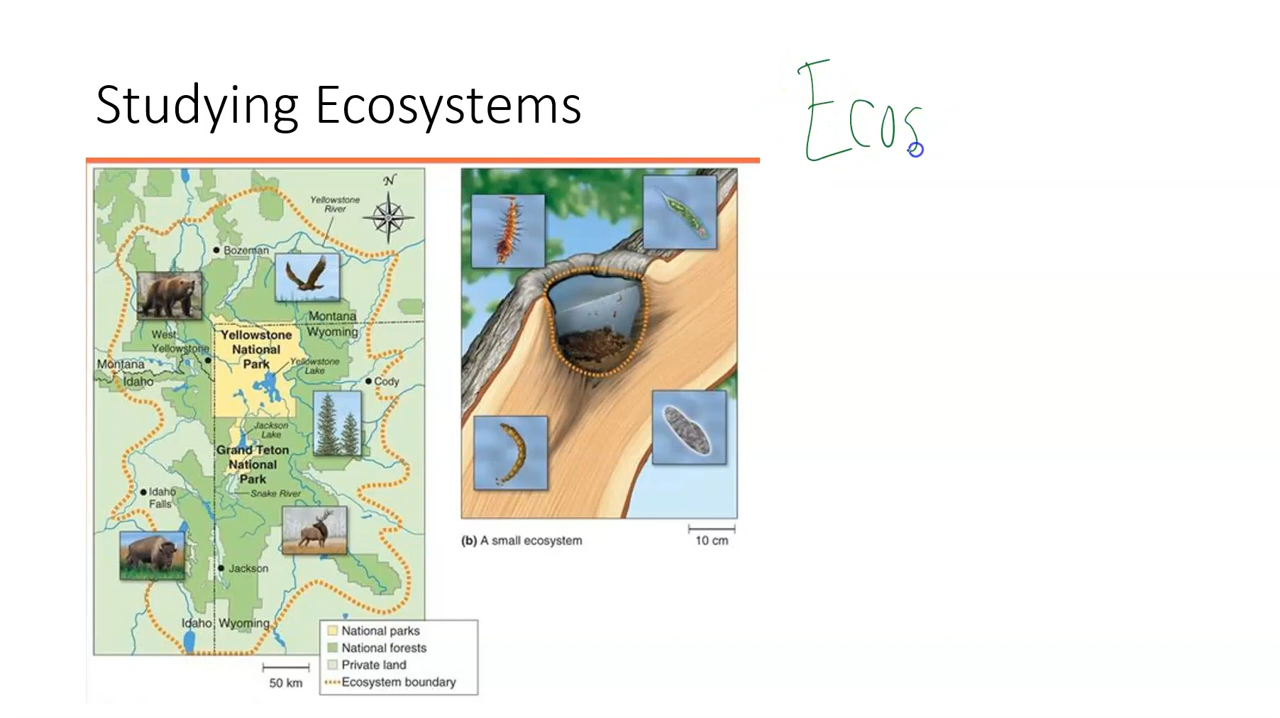 Studying Ecosystems
Ecos
N
Yellowstone
River
Bozeman
Montana
Wyoming
West
Yellowstone
Yellowstone
National
Park
Yellowstone
Lake
Montana
Idaho
Cody
Jackson
Lake
Grand Teton
National
Park
Snake River
Idaho
Falls
Jackson
Idaho
Wyoming
National parks
National forests
Private land
Ecosystem boundary
50 km
(b) A small ecosystem
10 cm